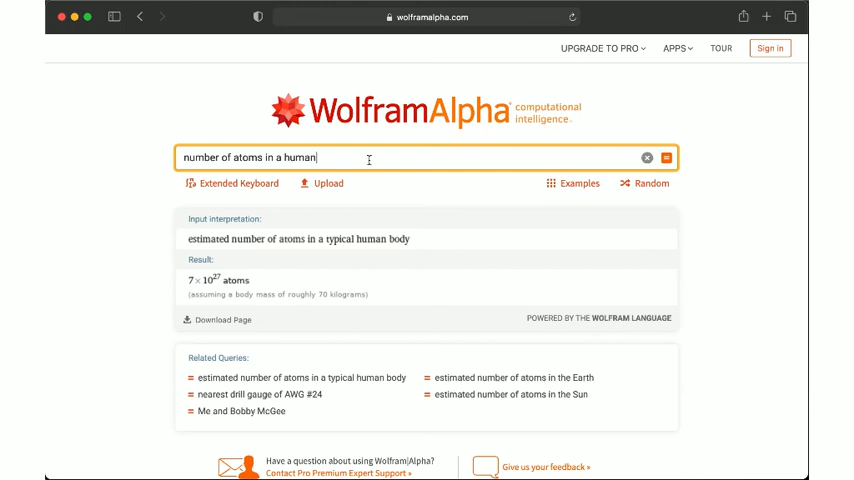 wolframalpha.com
UPGRADE TO PRO APPS TOUR Sign in
WolframAlpha computational intelligence.
number of atoms in a human
Extended Keyboard Upload Examples Random
Input interpretation:
estimated number of atoms in a typical human body
Result:
7×10^27 atoms
(assuming a body mass of roughly 70 kilograms)
Download Page POWERED BY THE WOLFRAM LANGUAGE
Related Queries:
= estimated number of atoms in a typical human body = estimated number of atoms in the Earth
= nearest drill gauge of AWG #24 = estimated number of atoms in the Sun
= Me and Bobby McGee
Have a question about using Wolfram|Alpha?
Contact Pro Premium Expert Support » Give us your feedback »